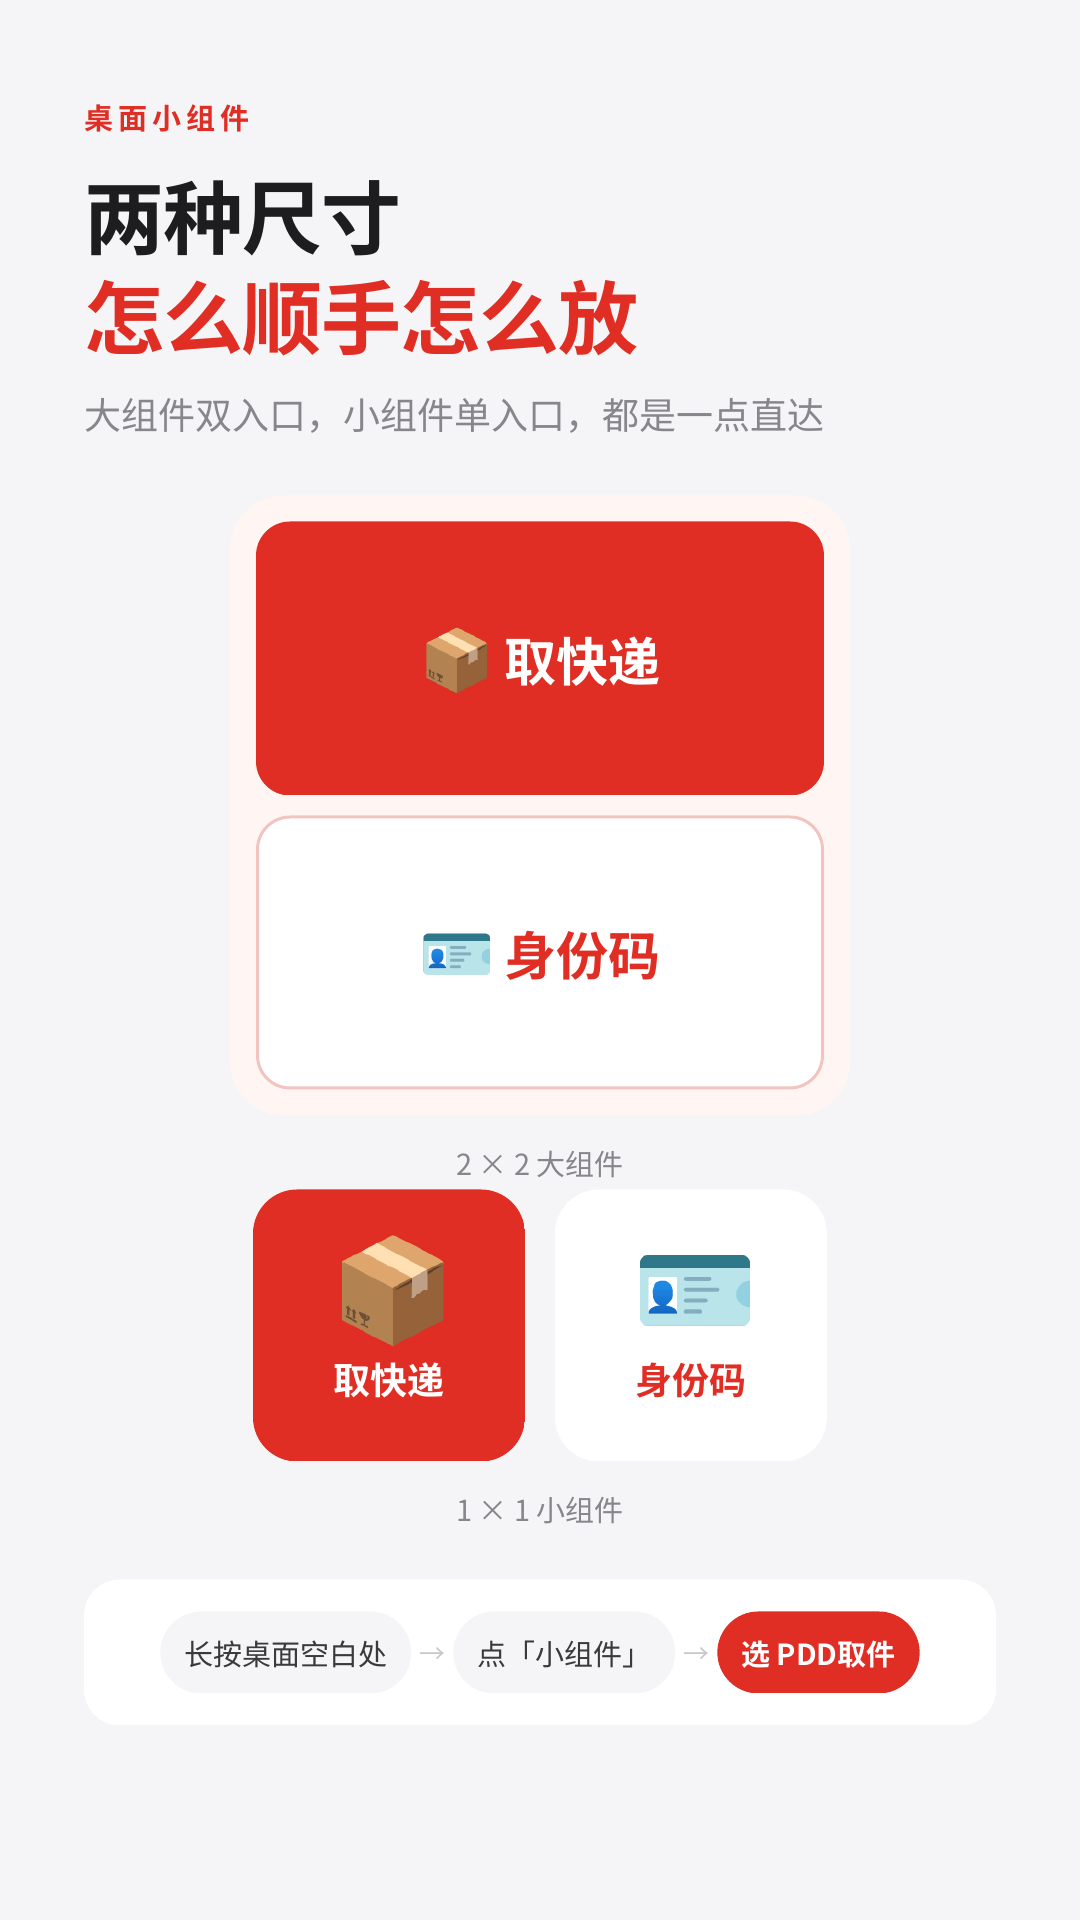 桌面小组件
两种尺寸
怎么顺手怎么放
大组件双入口，小组件单入口，都是一点直达
取快递
身份码
2 × 2 大组件
取快递
身份码
1 × 1 小组件
长按桌面空白处 → 点「小组件」 → 选 PDD取件